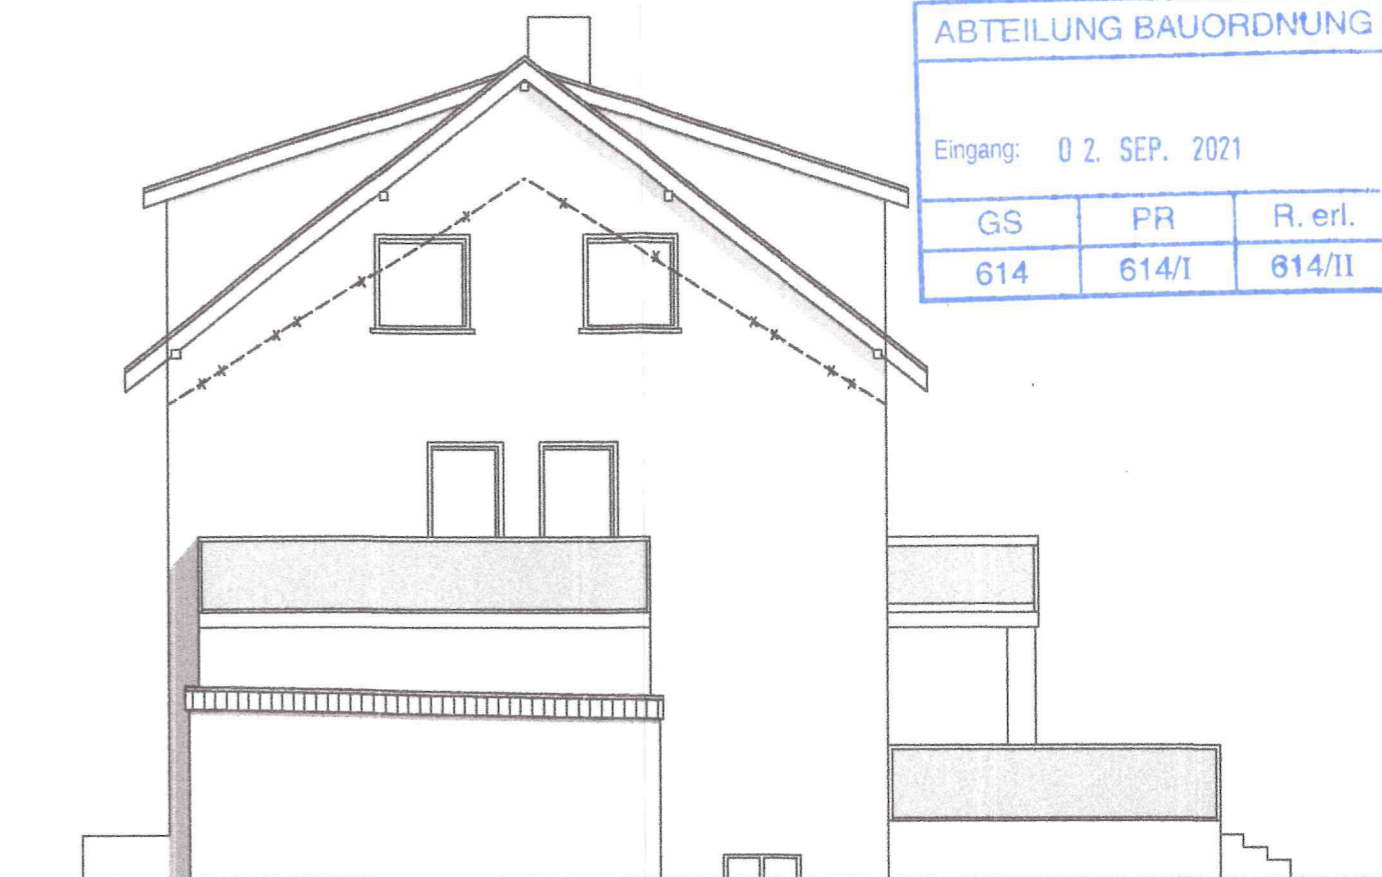 ABTEILUNG BAUORDNUNG
Eingang: 02. SEP. 2021
GS PR R. erl.
614 614/I 614/II